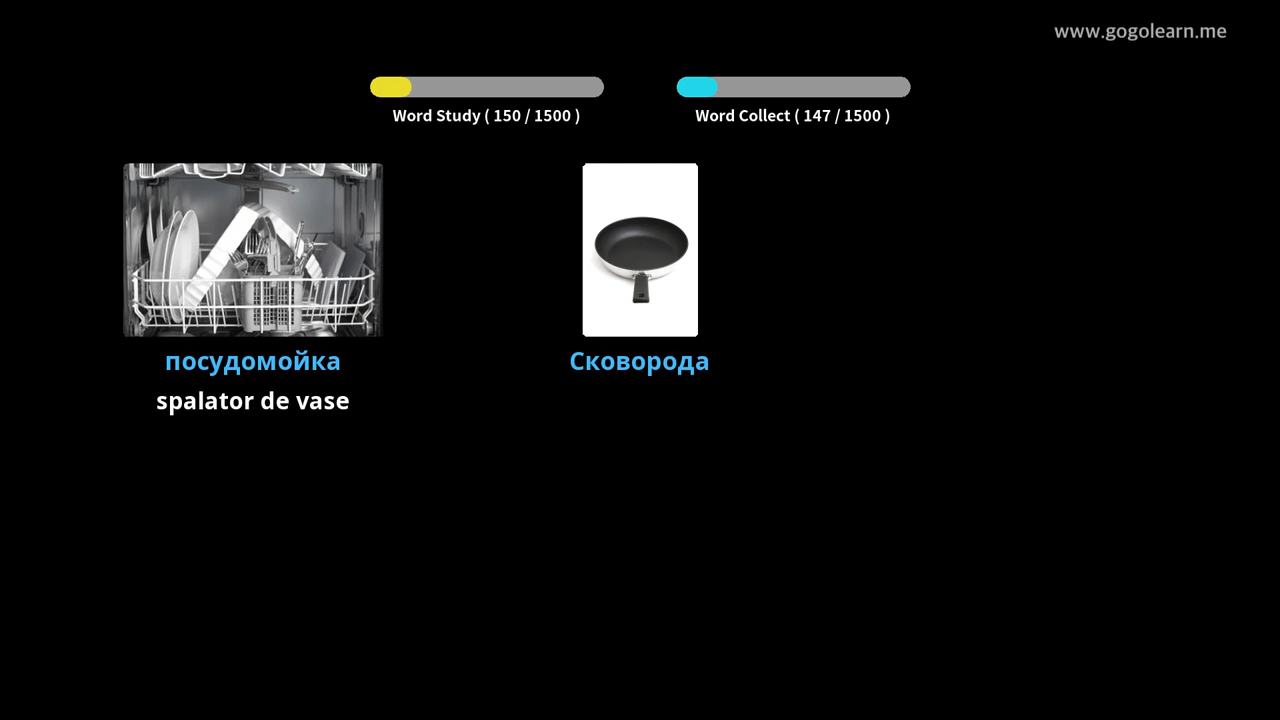 www.gogolearn.me
Word Study ( 150 / 1500 )
Word Collect ( 147 / 1500 )
посудомойка
spalator de vase
Сковорода